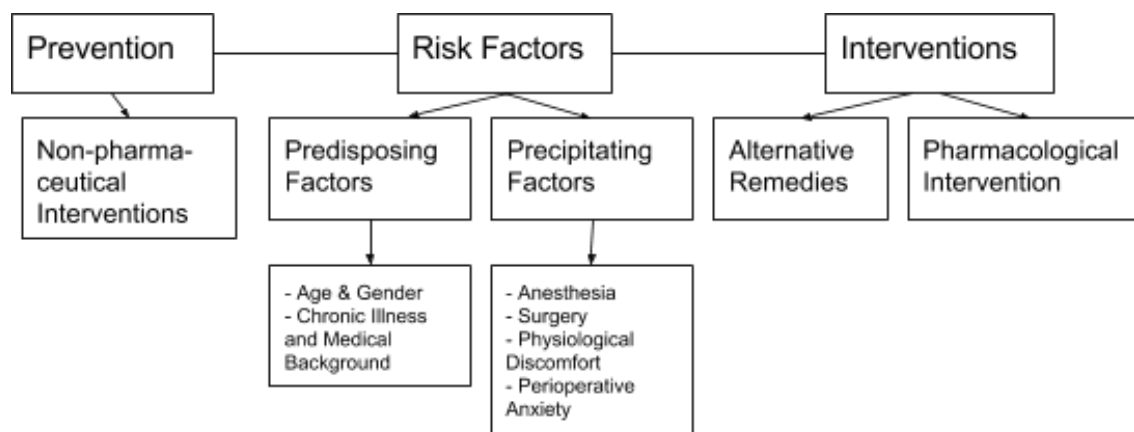 Prevention
Risk Factors
Interventions
Non-pharma-
ceutical
Interventions
Predisposing
Factors
Precipitating
Factors
Alternative
Remedies
Pharmacological
Intervention
- Age & Gender
- Chronic Illness
and Medical
Background
- Anesthesia
- Surgery
- Physiological
Discomfort
- Perioperative
Anxiety